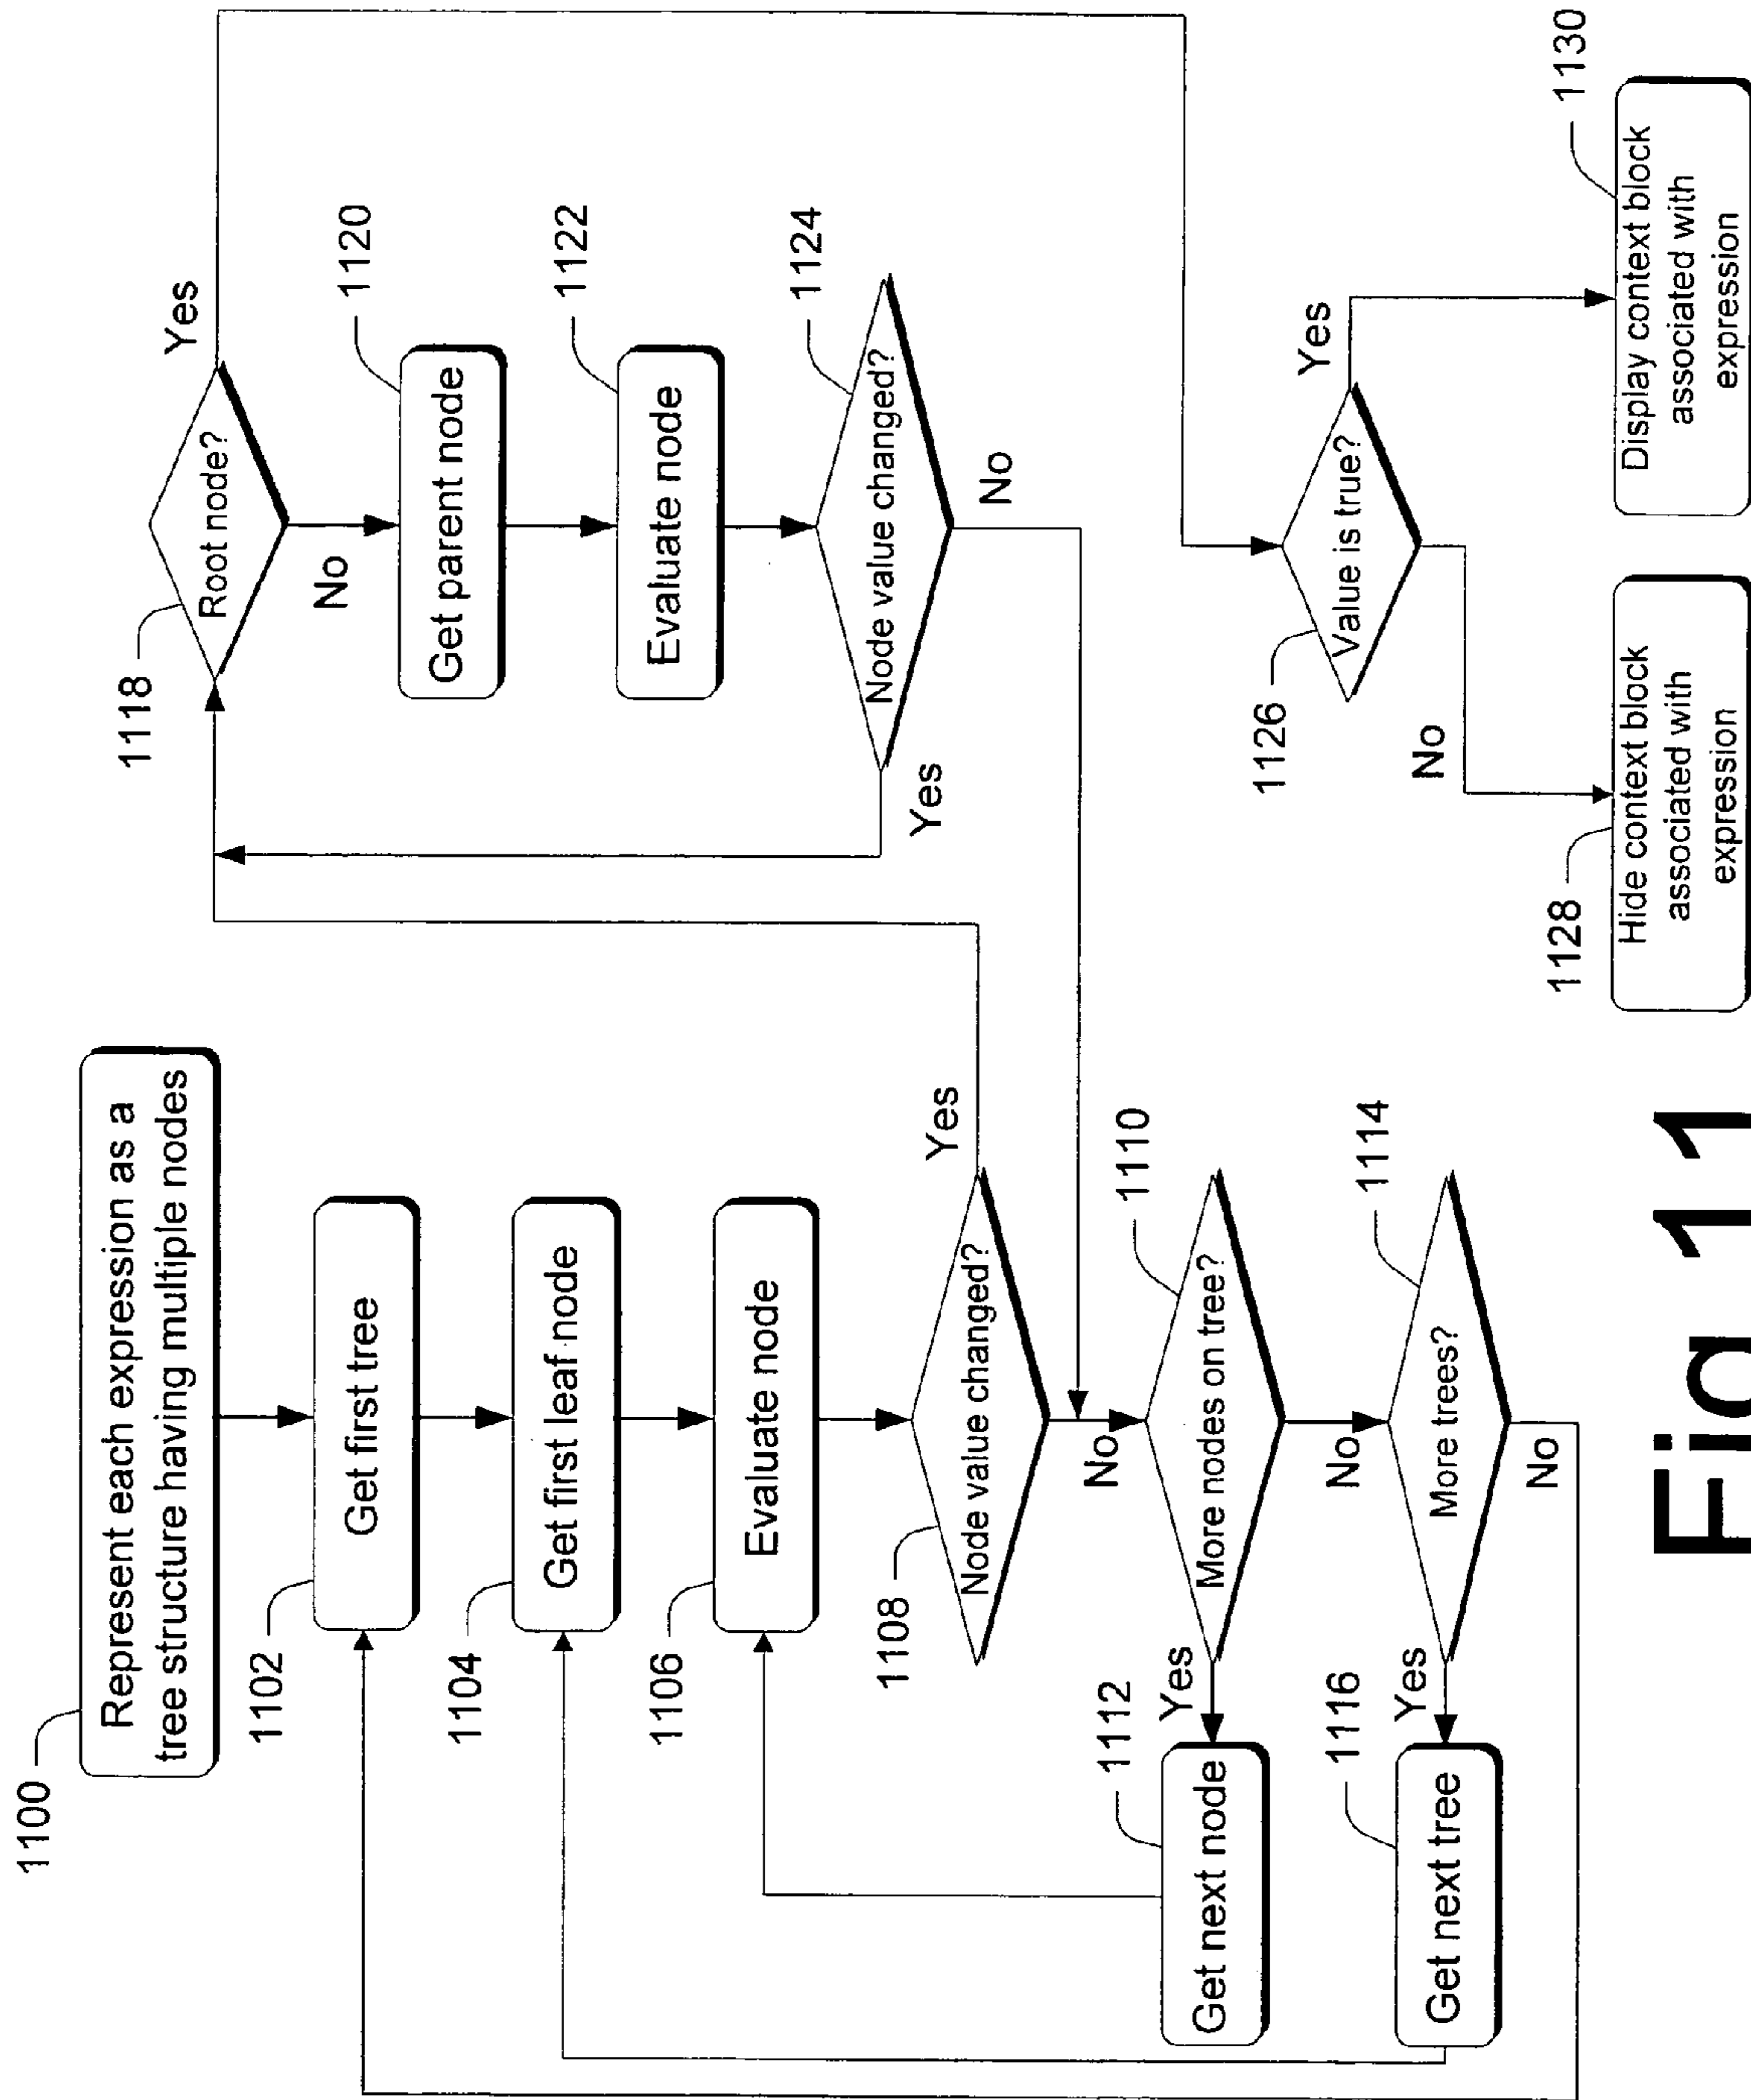 1100
Represent each expression as a
tree structure having multiple nodes
1102
Get first tree
1104
Get first leaf node
1106
Evaluate node
1108
Node value changed?
Yes
No
1110
More nodes on tree?
Yes
1112
Get next node
No
1114
More trees?
Yes
1116
Get next tree
No
1118
Root node?
Yes
No
1120
Get parent node
1122
Evaluate node
1124
Node value changed?
Yes
No
1126
Value is true?
Yes
No
1128
Hide context block
associated with
expression
1130
Display context block
associated with
expression
Fig 11